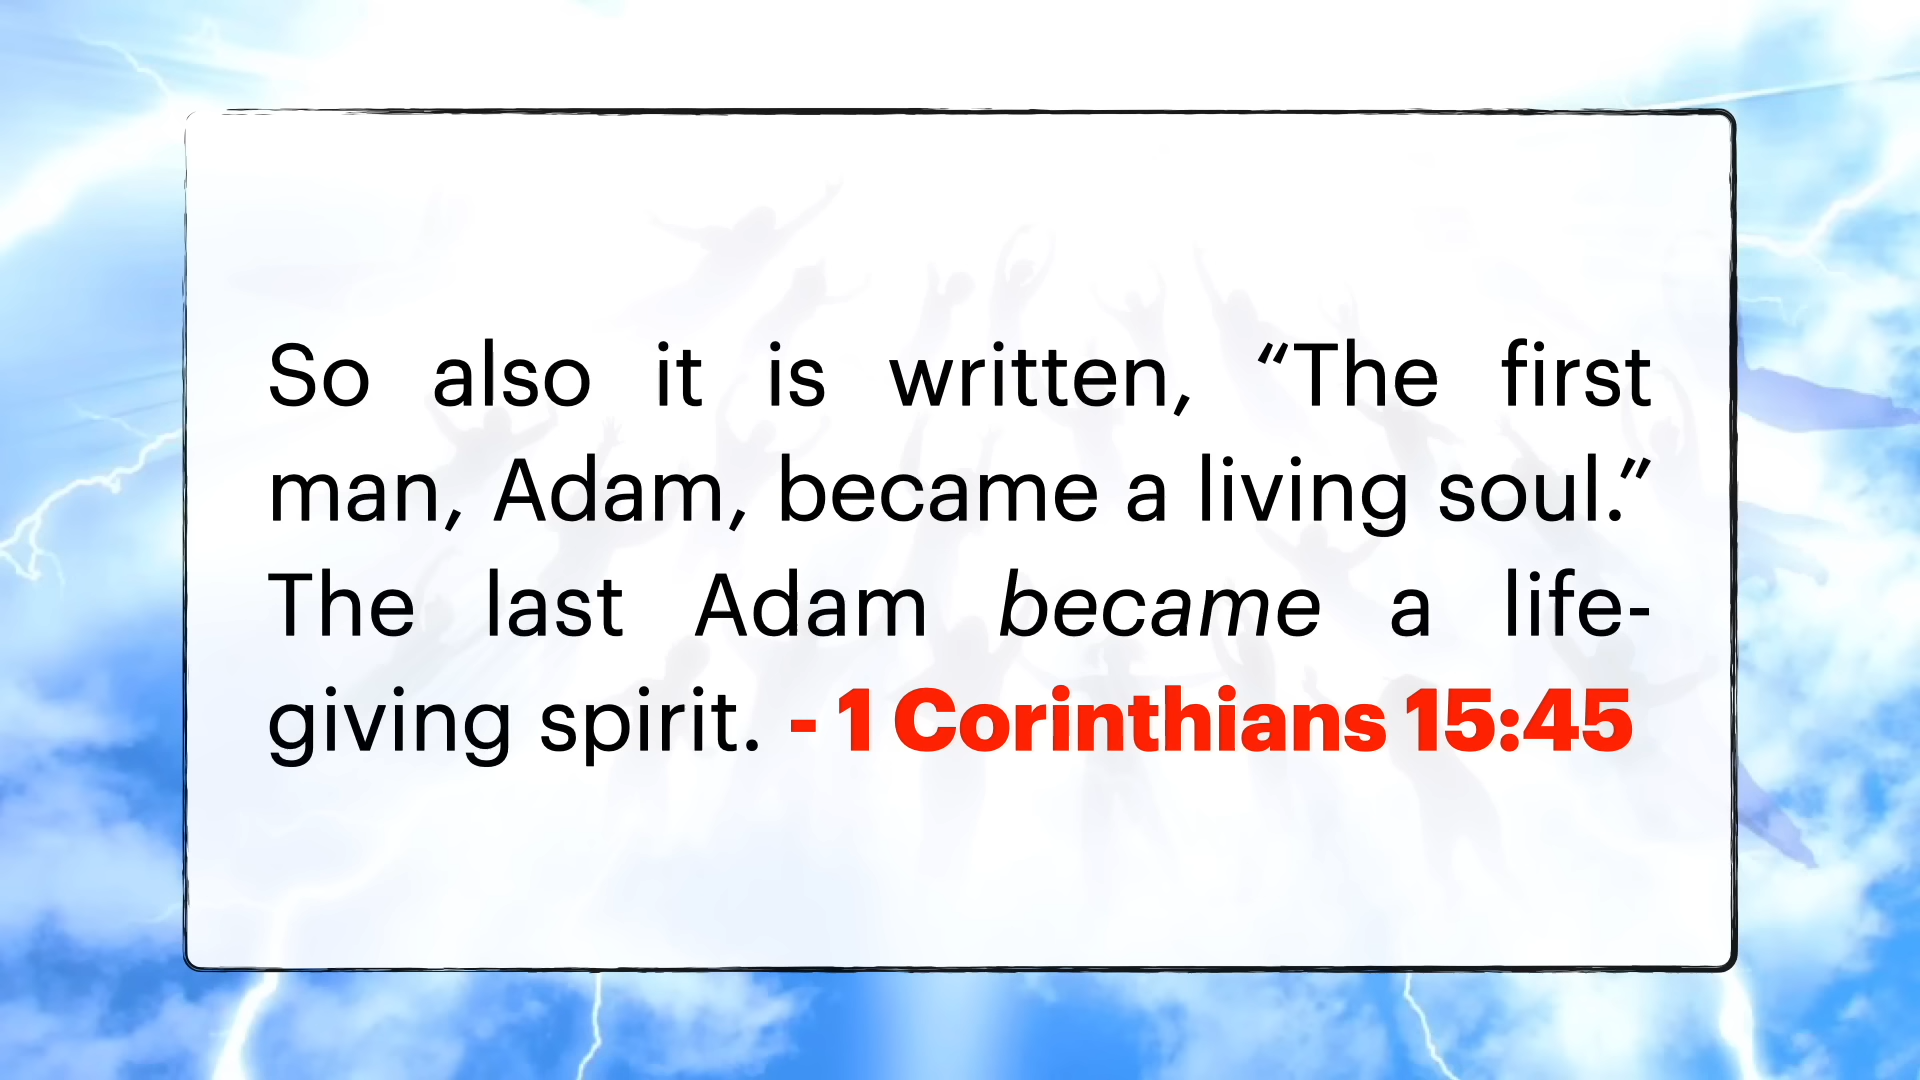 So also it is written, “The first
man, Adam, became a living soul.”
The last Adam became a life-
giving spirit. - 1 Corinthians 15:45